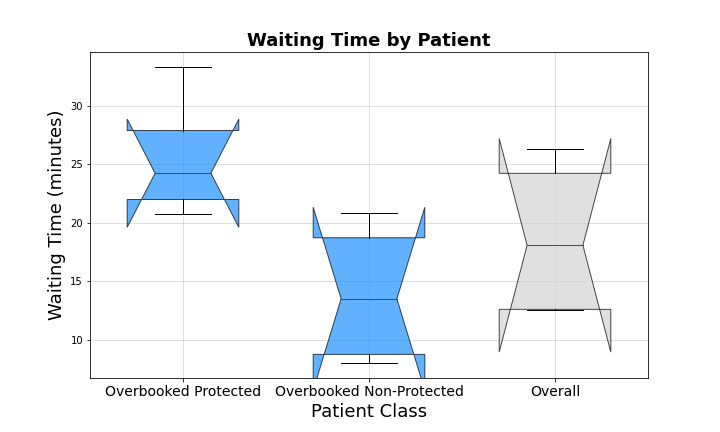 Waiting Time by Patient
Waiting Time (minutes)
30
25
20
15
10
Overbooked Protected
Overbooked Non-Protected
Overall
Patient Class